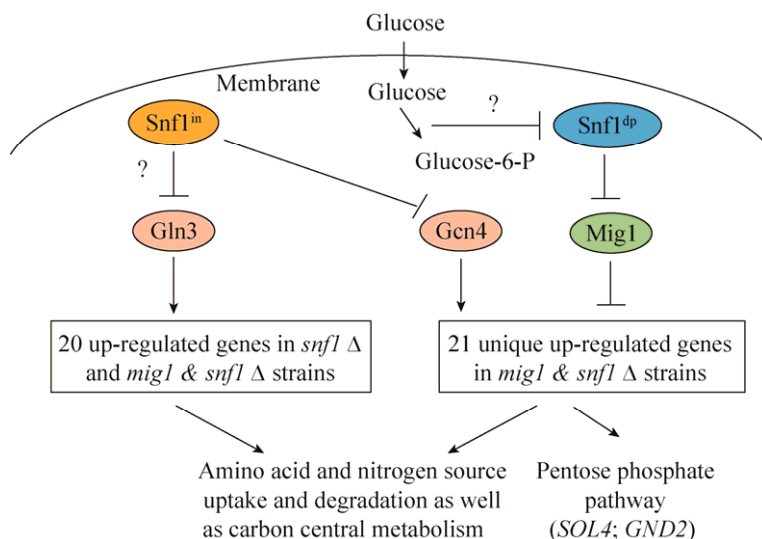 Glucose
Membrane
Glucose
?
Snf1ⁱⁿ
Snf1ᵈᵖ
?
Glucose-6-P
Gln3
Gcn4
Mig1
20 up-regulated genes in snf1 Δ
and mig1 & snf1 Δ strains
21 unique up-regulated genes
in mig1 & snf1 Δ strains
Amino acid and nitrogen source
uptake and degradation as well
as carbon central metabolism
Pentose phosphate
pathway
(SOL4; GND2)